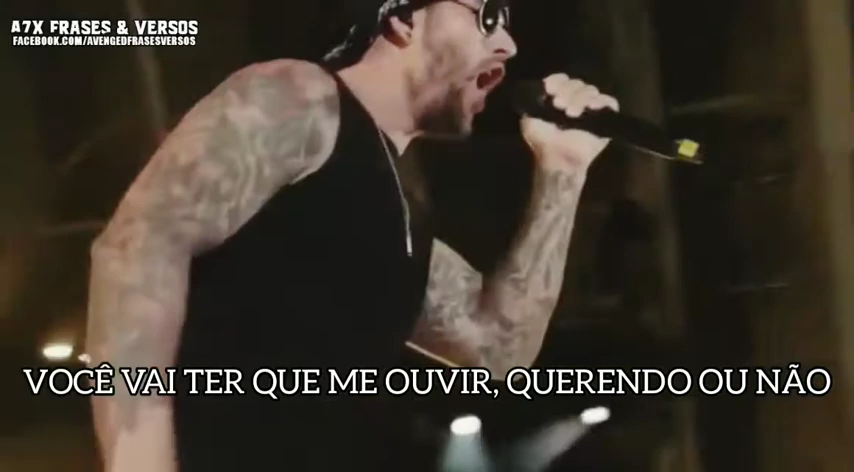 A7X FRASES & VERSOS
FACEBOOK.COM/AVENGEDFRASESVERSOS
VOCÊ VAI TER QUE ME OUVIR, QUERENDO OU NÃO